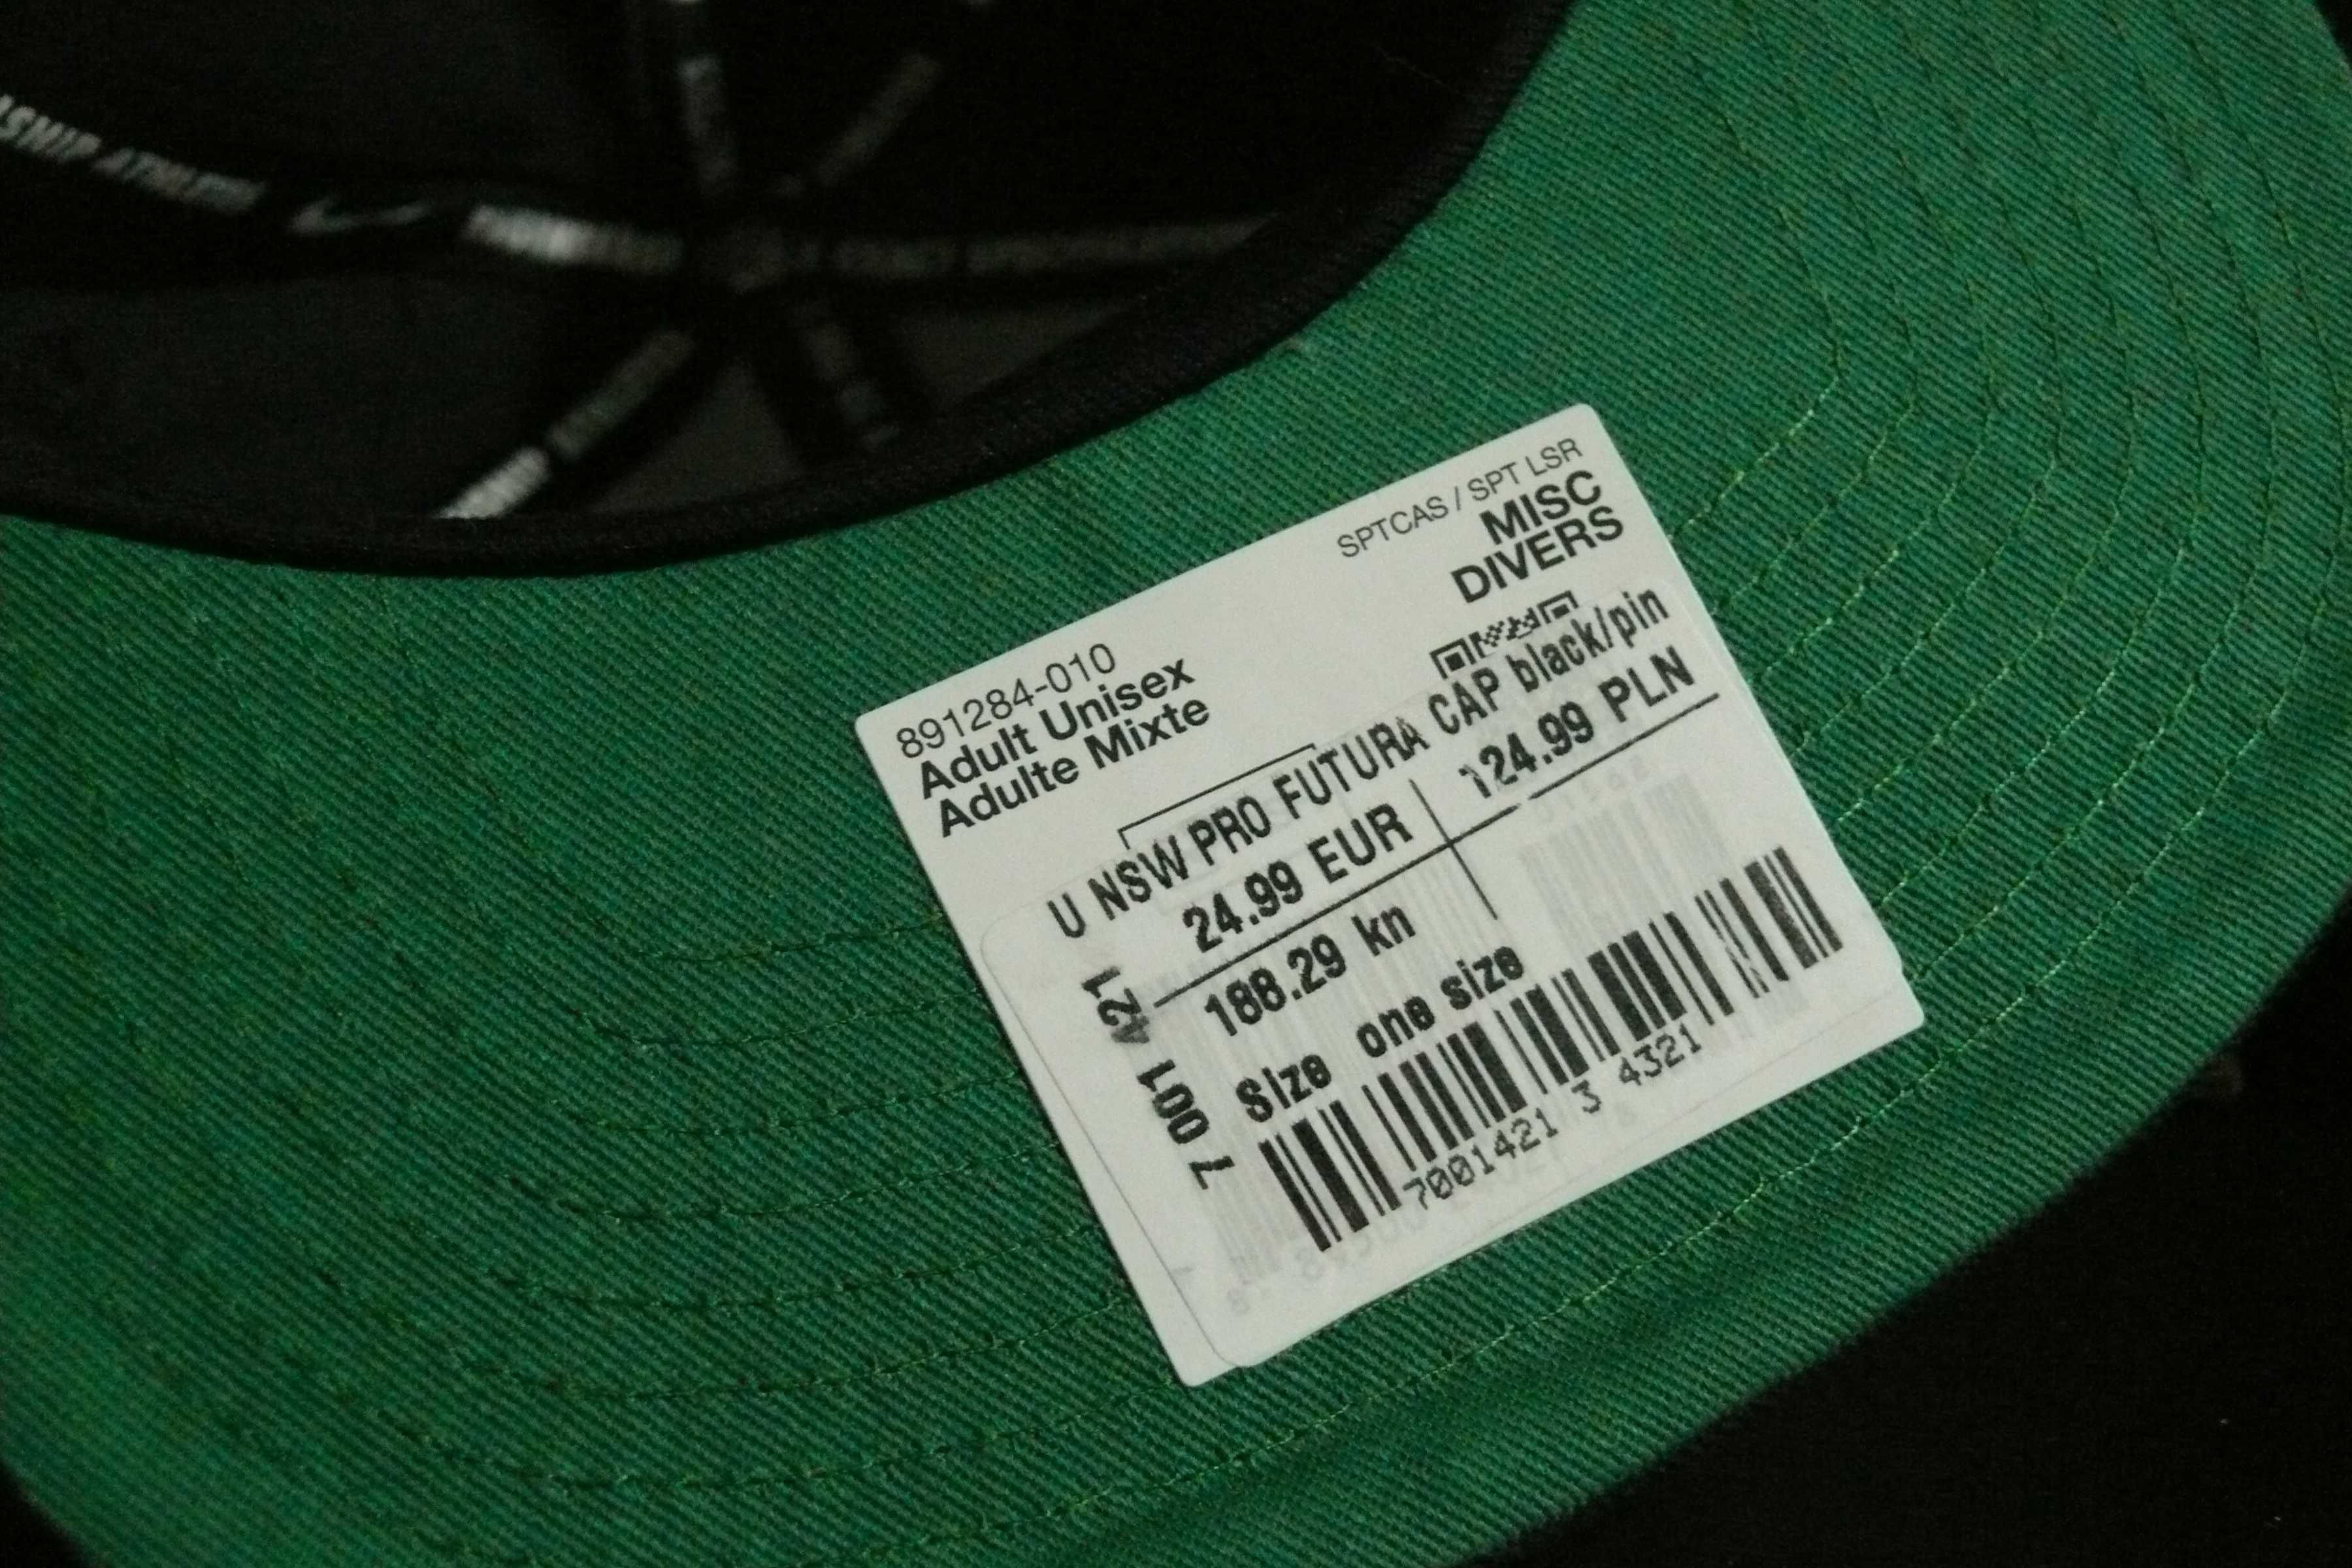 SPTCAS / SPT LSR
MISC
DIVERS
891284-010
Adult Unisex
Adulte Mixte
U NSW PRO FUTURA CAP black/pin
24.99 EUR
124.99 PLN
188.29 kn
Size one size
7 001 421
7001421 3 4321